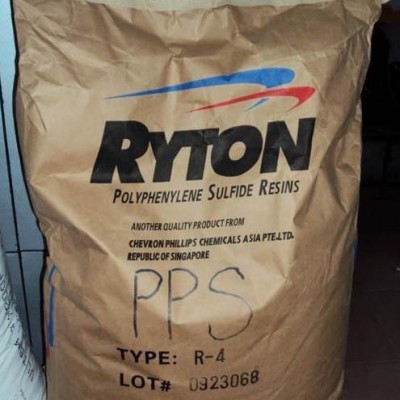 RYTON
POLYPHENYLENE SULFIDE RESINS
ANOTHER QUALITY PRODUCT FROM
CHEVRON PHILLIPS CHEMICALS ASIA PTE·LTD·
REPUBLIC OF SINGAPORE
PPS
TYPE: R-4
LOT# 0923068